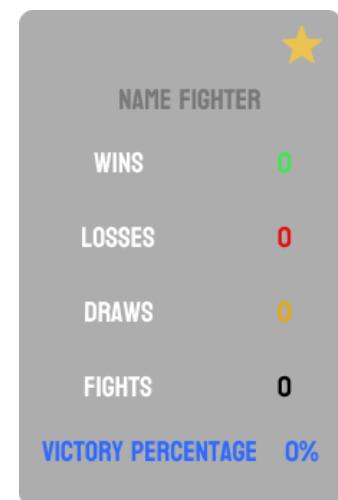 NAME FIGHTER
WINS 0
LOSSES 0
DRAWS 0
FIGHTS 0
VICTORY PERCENTAGE 0%